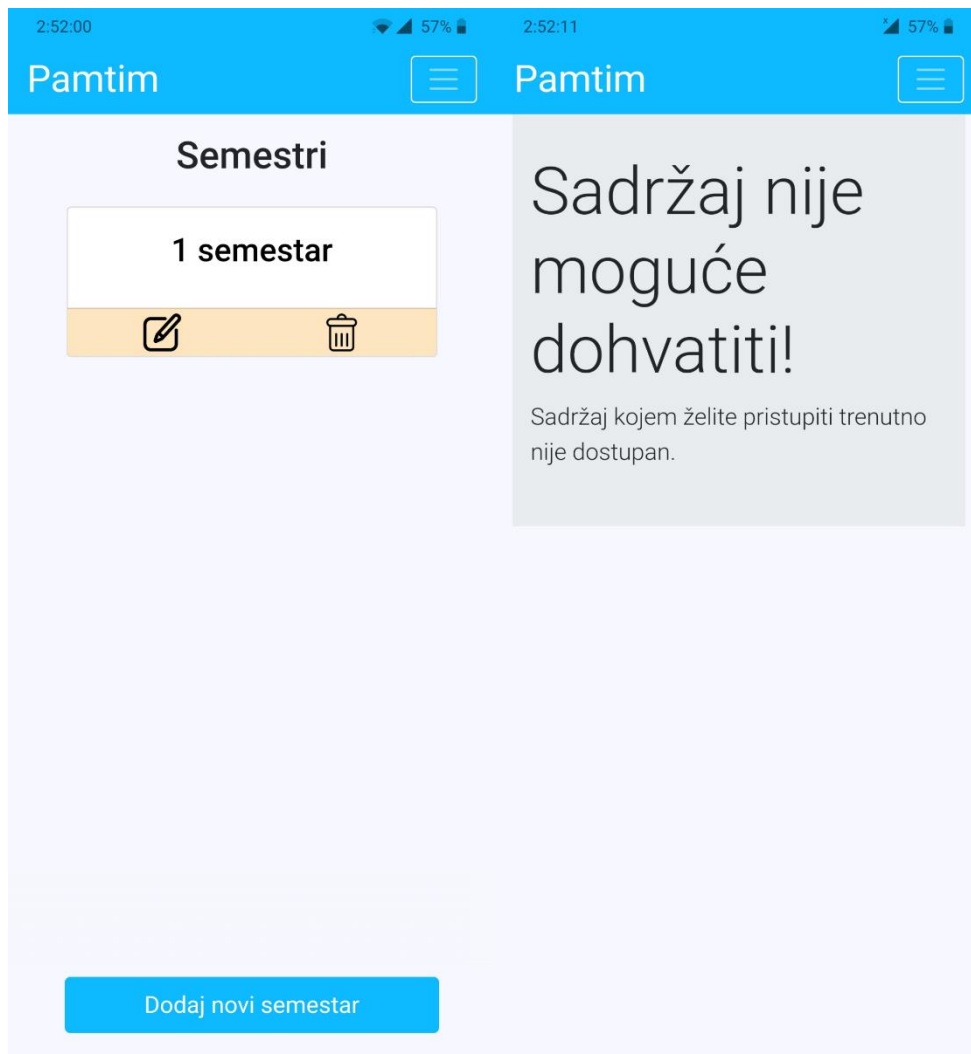 2:52:00
57%
Pamtim
Semestri
1 semestar
Dodaj novi semestar
2:52:11
57%
Pamtim
Sadržaj nije
moguće
dohvatiti!
Sadržaj kojem želite pristupiti trenutno
nije dostupan.